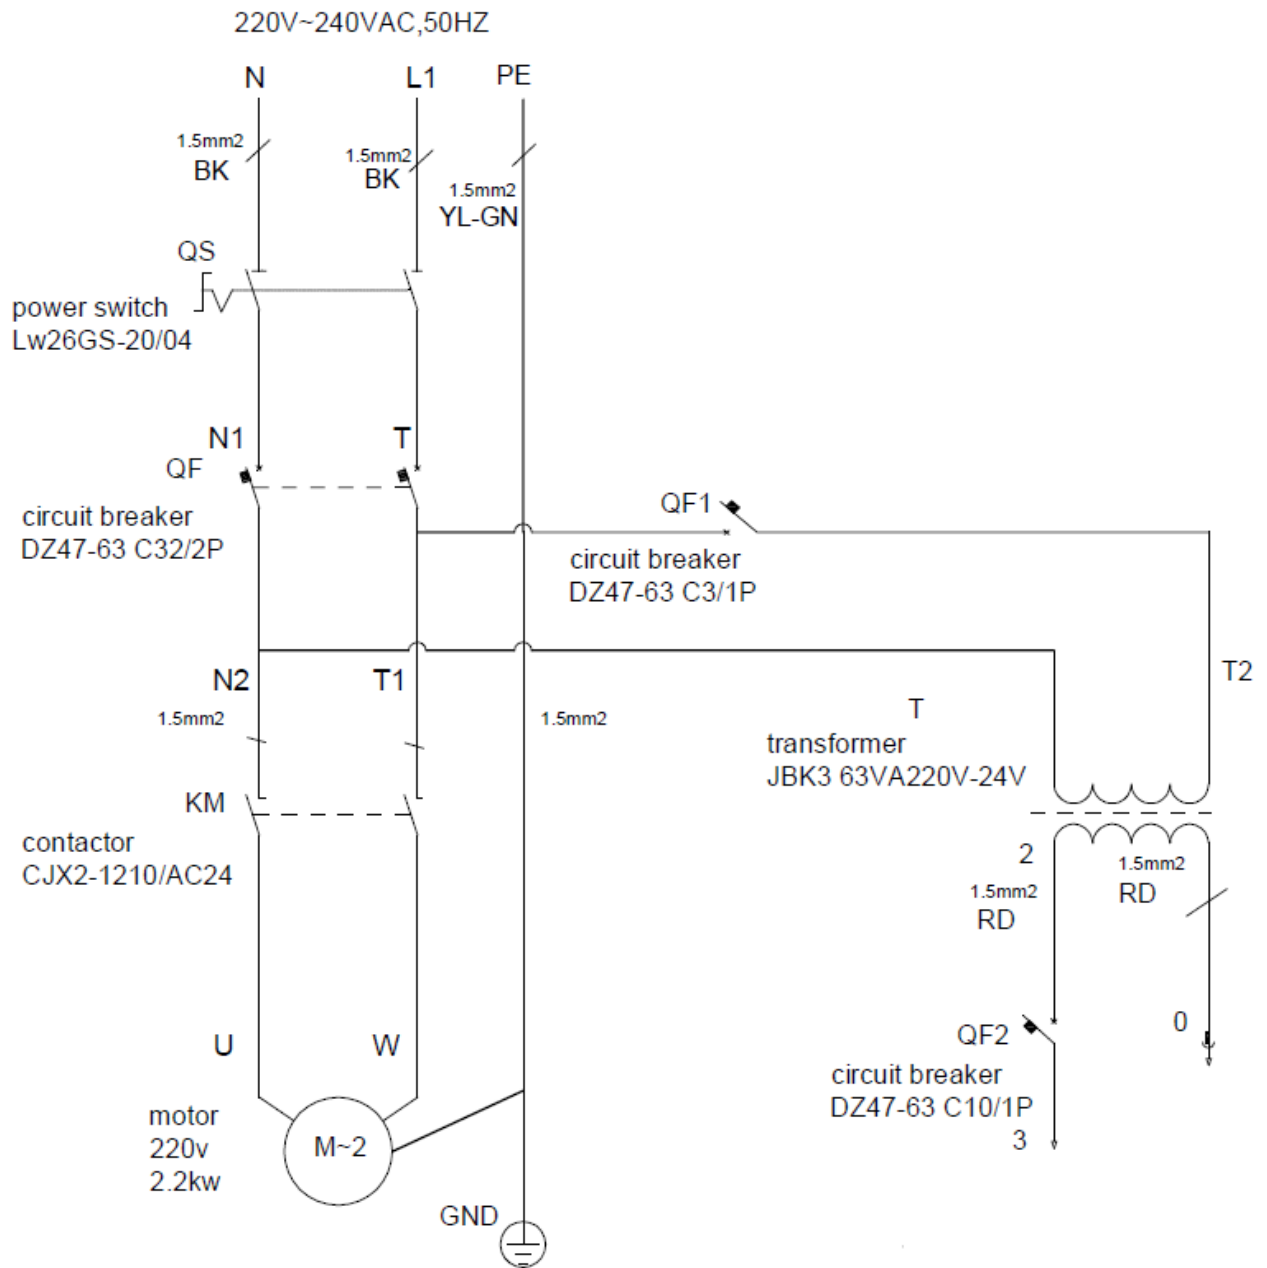 220V~240VAC,50HZ
N
L1
PE
1.5mm2
BK
1.5mm2
BK
1.5mm2
YL-GN
QS
power switch
Lw26GS-20/04
N1
T
QF
circuit breaker
DZ47-63 C32/2P
QF1
circuit breaker
DZ47-63 C3/1P
N2
T1
T2
1.5mm2
1.5mm2
T
transformer
JBK3 63VA220V-24V
KM
contactor
CJX2-1210/AC24
2
1.5mm2
RD
1.5mm2
RD
0
QF2
circuit breaker
DZ47-63 C10/1P
3
U
W
motor
220v
2.2kw
M~2
GND